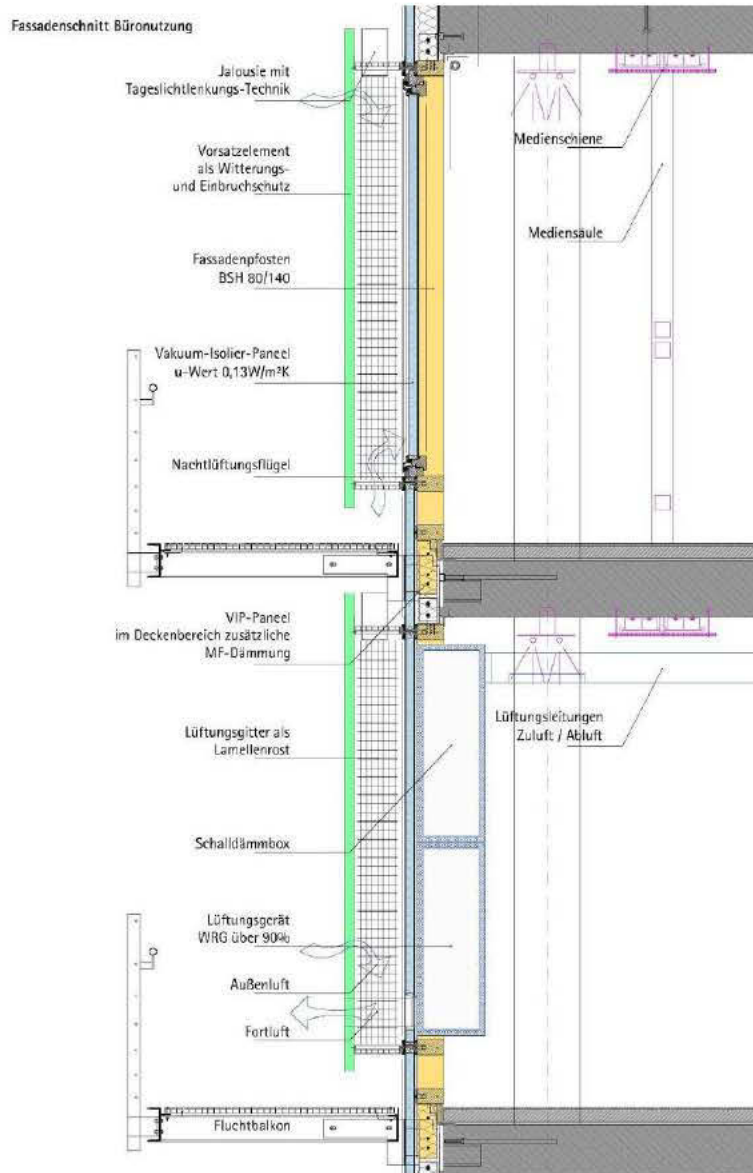 Fassadenschnitt Büronutzung
Jalousie mit
Tageslichtlenkungs-Technik
Medienschiene
Vorsatzelement
als Witterungs-
und Einbruchschutz
Mediensäule
Fassadenpfosten
BSH 80/140
Vakuum-Isolier-Paneel
u-Wert 0,13W/m²K
Nachtlüftungsflügel
VIP-Paneel
im Deckenbereich zusätzliche
MF-Dämmung
Lüftungsleitungen
Zuluft / Abluft
Lüftungsgitter als
Lamellenrost
Schalldämmbox
Lüftungsgerät
WRG über 90%
Außenluft
Fortluft
Fluchtbalkon